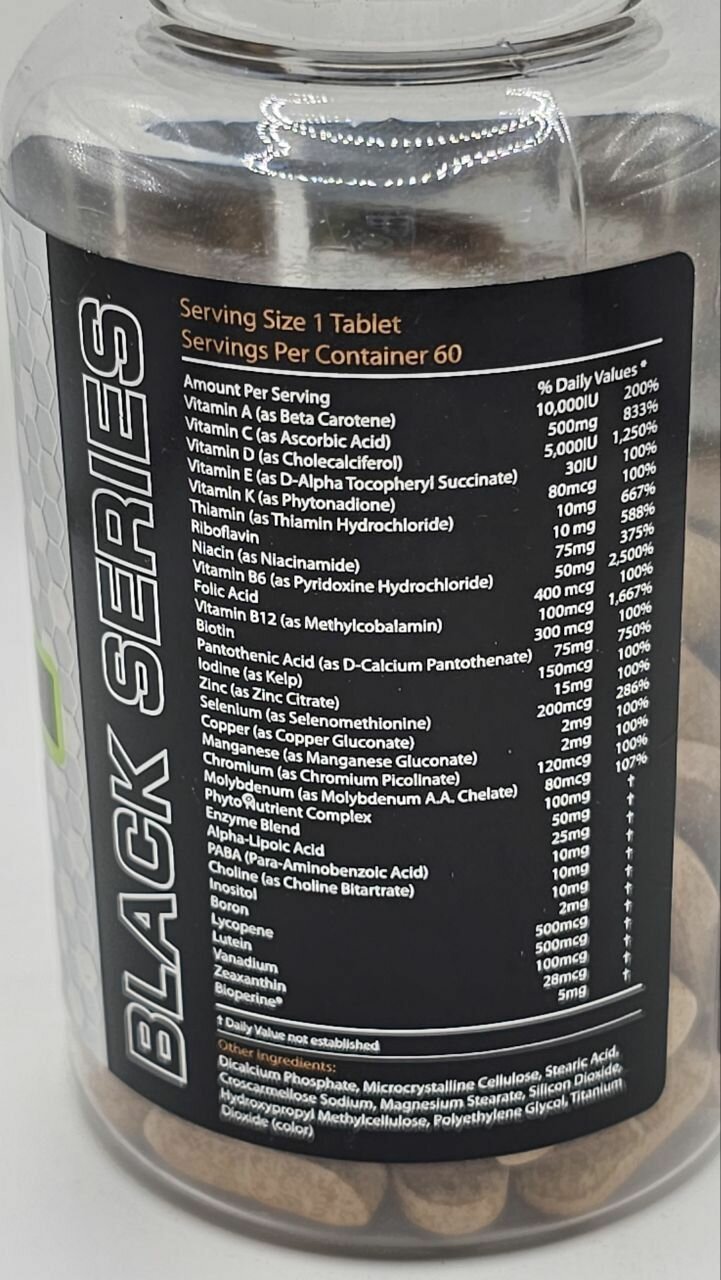 BLACK SERIES
Serving Size 1 Tablet
Servings Per Container 60
Amount Per Serving % Daily Values *
Vitamin A (as Beta Carotene) 10,000IU 200%
Vitamin C (as Ascorbic Acid) 500mg 833%
Vitamin D (as Cholecalciferol) 5,000IU 1,250%
Vitamin E (as D-Alpha Tocopheryl Succinate) 30IU 100%
Vitamin K (as Phytonadione) 80mcg 100%
Thiamin (as Thiamin Hydrochloride) 10mg 667%
Riboflavin 10 mg 588%
Niacin (as Niacinamide) 75mg 375%
Vitamin B6 (as Pyridoxine Hydrochloride) 50mg 2,500%
Folic Acid 400 mcg 100%
Vitamin B12 (as Methylcobalamin) 100mcg 1,667%
Biotin 300 mcg 100%
Pantothenic Acid (as D-Calcium Pantothenate) 75mg 750%
Iodine (as Kelp) 150mcg 100%
Zinc (as Zinc Citrate) 15mg 100%
Selenium (as Selenomethionine) 200mcg 286%
Copper (as Copper Gluconate) 2mg 100%
Manganese (as Manganese Gluconate) 2mg 100%
Chromium (as Chromium Picolinate) 120mcg 100%
Molybdenum (as Molybdenum A.A. Chelate) 80mcg 107%
Phyto Nutrient Complex 100mg †
Enzyme Blend 50mg †
Alpha-Lipoic Acid 25mg †
PABA (Para-Aminobenzoic Acid) 10mg †
Choline (as Choline Bitartrate) 10mg †
Inositol 10mg †
Boron 2mg †
Lycopene 500mcg †
Lutein 500mcg †
Vanadium 100mcg †
Zeaxanthin 28mcg †
Bioperine® 5mg †
† Daily Value not established
Other Ingredients:
Dicalcium Phosphate, Microcrystalline Cellulose, Stearic Acid,
Croscarmellose Sodium, Magnesium Stearate, Silicon Dioxide,
Hydroxypropyl Methylcellulose, Polyethylene Glycol, Titanium
Dioxide (color)